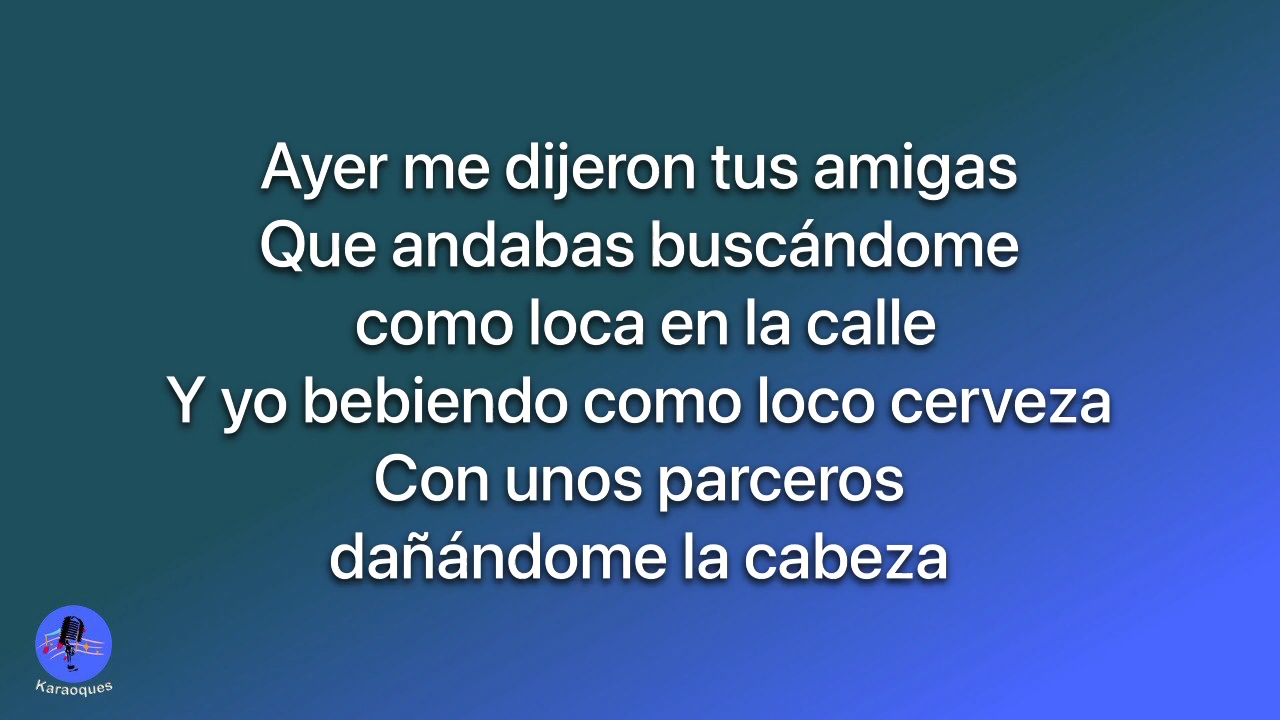 Ayer me dijeron tus amigas
Que andabas buscándome
como loca en la calle
Y yo bebiendo como loco cerveza
Con unos parceros
dañándome la cabeza
Karaoques